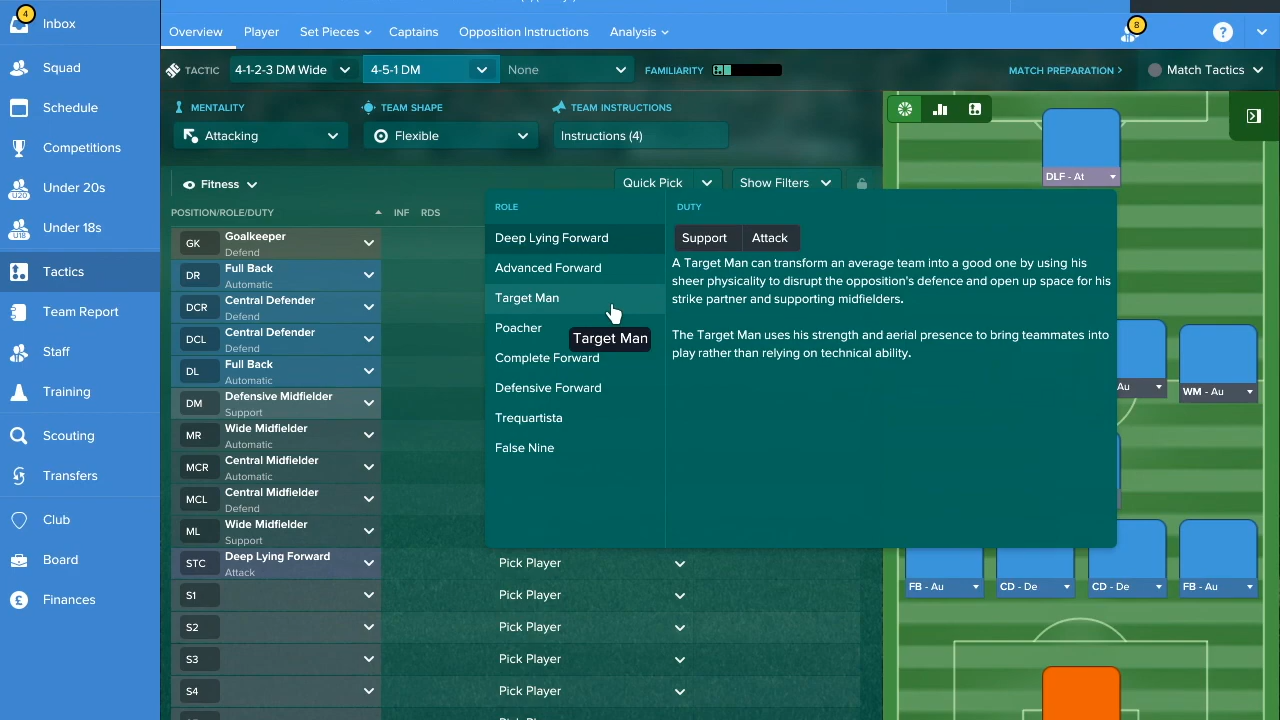 4
Inbox
Squad
Schedule
Competitions
U20
Under 20s
U18
Under 18s
Tactics
Team Report
Staff
Training
Scouting
Transfers
Club
Board
£
Finances
Overview
Player
Set Pieces
Captains
Opposition Instructions
Analysis
8
?
TACTIC
4-1-2-3 DM Wide
4-5-1 DM
None
FAMILIARITY
MATCH PREPARATION >
Match Tactics
MENTALITY
TEAM SHAPE
TEAM INSTRUCTIONS
Attacking
Flexible
Instructions (4)
Fitness
Quick Pick
Show Filters
POSITION/ROLE/DUTY
INF
RDS
GK
Goalkeeper
Defend
DR
Full Back
Automatic
DCR
Central Defender
Defend
DCL
Central Defender
Defend
DL
Full Back
Automatic
DM
Defensive Midfielder
Support
MR
Wide Midfielder
Automatic
MCR
Central Midfielder
Automatic
MCL
Central Midfielder
Defend
ML
Wide Midfielder
Support
STC
Deep Lying Forward
Attack
Pick Player
S1
Pick Player
S2
Pick Player
S3
Pick Player
S4
Pick Player
ROLE
Deep Lying Forward
Advanced Forward
Target Man
Poacher
Target Man
Complete Forward
Defensive Forward
Trequartista
False Nine
DUTY
Support
Attack
A Target Man can transform an average team into a good one by using his
sheer physicality to disrupt the opposition's defence and open up space for his
strike partner and supporting midfielders.
The Target Man uses his strength and aerial presence to bring teammates into
play rather than relying on technical ability.
DLF - At
Au
WM - Au
FB - Au
CD - De
CD - De
FB - Au